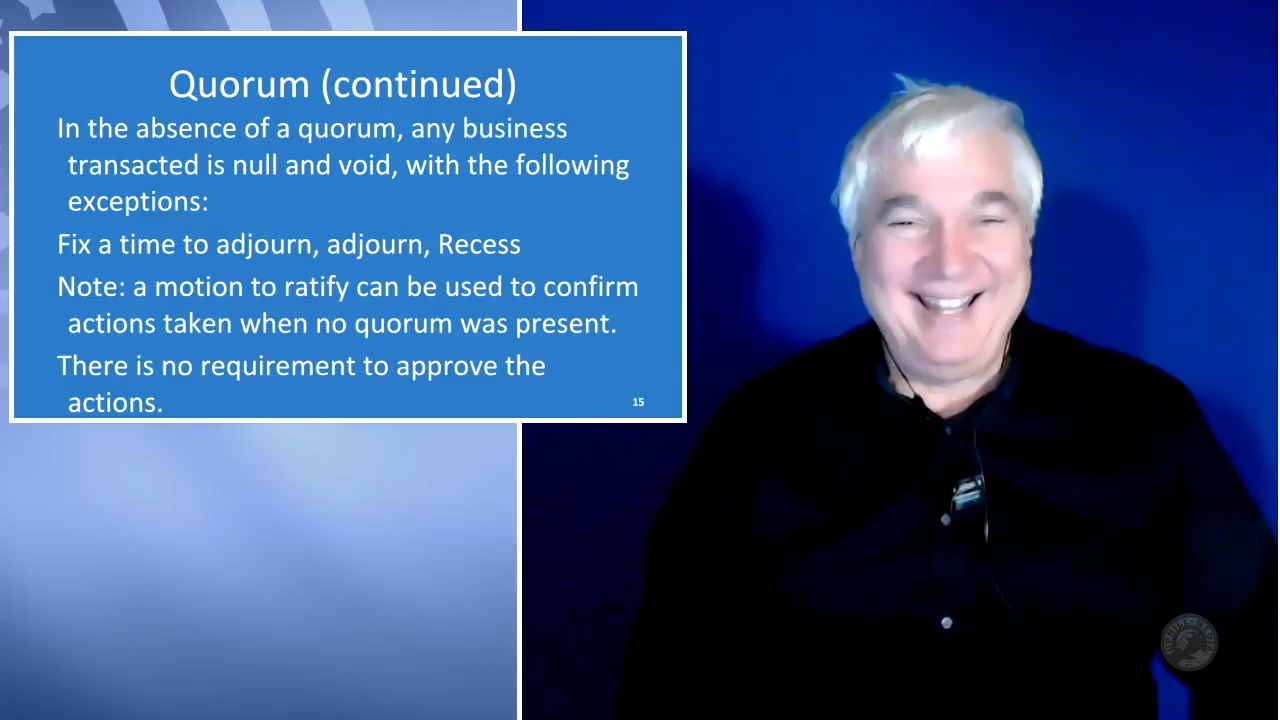 Quorum (continued)
In the absence of a quorum, any business
transacted is null and void, with the following
exceptions:
Fix a time to adjourn, adjourn, Recess
Note: a motion to ratify can be used to confirm
actions taken when no quorum was present.
There is no requirement to approve the
actions.
15